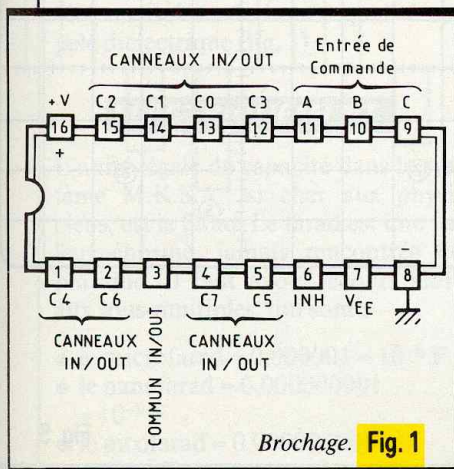 CANNEAUX IN/OUT
Entrée de
Commande
+V C2 C1 C0 C3 A B C
16 15 14 13 12 11 10 9
+
1 2 3 4 5 6 7 8
C4 C6 C7 C5 INH VEE
CANNEAUX
IN/OUT
COMMUN IN/OUT
CANNEAUX
IN/OUT
Brochage. Fig. 1